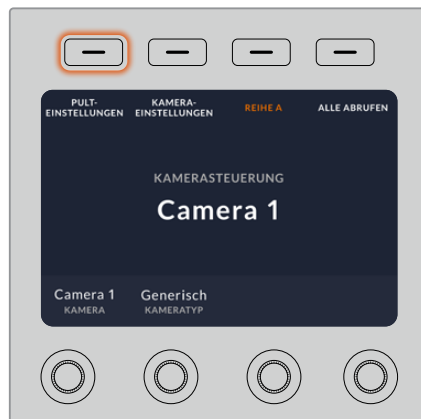 PULT-
EINSTELLUNGEN
KAMERA-
EINSTELLUNGEN
REIHE A
ALLE ABRUFEN
KAMERASTEUERUNG
Camera 1
Camera 1
KAMERA
Generisch
KAMERATYP